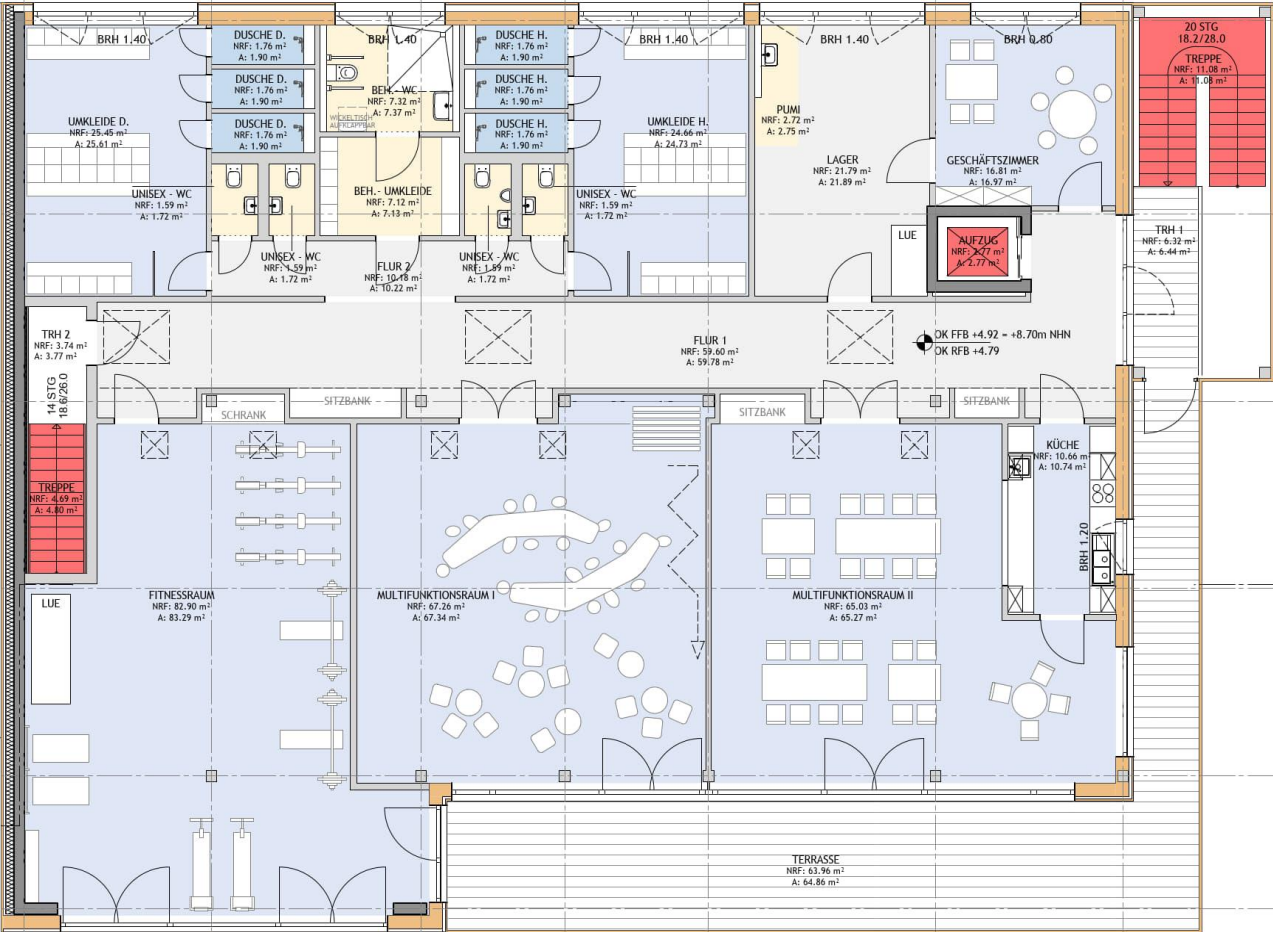 BRH 1.40
DUSCHE D.
NRF: 1.76 m²
A: 1.90 m²
BRH 1.40
DUSCHE H.
NRF: 1.76 m²
A: 1.90 m²
BRH 1.40
BRH 1.40
BRH 0.80
20 STG
18.2/28.0
TREPPE
NRF: 11.08 m²
A: 11.08 m²
DUSCHE D.
NRF: 1.76 m²
A: 1.90 m²
BEH.- WC
NRF: 7.32 m²
A: 7.37 m²
WICKELTISCH
AUFKLAPPBAR
DUSCHE H.
NRF: 1.76 m²
A: 1.90 m²
PUMI
NRF: 2.72 m²
A: 2.75 m²
UMKLEIDE D.
NRF: 25.45 m²
A: 25.61 m²
DUSCHE D.
NRF: 1.76 m²
A: 1.90 m²
DUSCHE H.
NRF: 1.76 m²
A: 1.90 m²
UMKLEIDE H.
NRF: 24.66 m²
A: 24.73 m²
LAGER
NRF: 21.79 m²
A: 21.89 m²
GESCHÄFTSZIMMER
NRF: 16.81 m²
A: 16.97 m²
UNISEX - WC
NRF: 1.59 m²
A: 1.72 m²
BEH.- UMKLEIDE
NRF: 7.12 m²
A: 7.13 m²
UNISEX - WC
NRF: 1.59 m²
A: 1.72 m²
UNISEX - WC
NRF: 1.59 m²
A: 1.72 m²
FLUR 2
NRF: 10.18 m²
A: 10.22 m²
UNISEX - WC
NRF: 1.59 m²
A: 1.72 m²
LUE
AUFZUG
NRF: 2.77 m²
A: 2.77 m²
TRH 1
NRF: 6.32 m²
A: 6.44 m²
TRH 2
NRF: 3.74 m²
A: 3.77 m²
14 STG
18.6/26.0
FLUR 1
NRF: 59.60 m²
A: 59.78 m²
OK FFB +4.92 = +8.70m NHN
OK RFB +4.79
SCHRANK
SITZBANK
SITZBANK
SITZBANK
KÜCHE
NRF: 10.66 m
A: 10.74 m²
BRH 1.20
TREPPE
NRF: 4.69 m²
A: 4.80 m²
LUE
FITNESSRAUM
NRF: 82.90 m²
A: 83.29 m²
MULTIFUNKTIONSRAUM I
NRF: 67.26 m²
A: 67.34 m²
MULTIFUNKTIONSRAUM II
NRF: 65.03 m²
A: 65.27 m²
TERRASSE
NRF: 63.96 m²
A: 64.86 m²